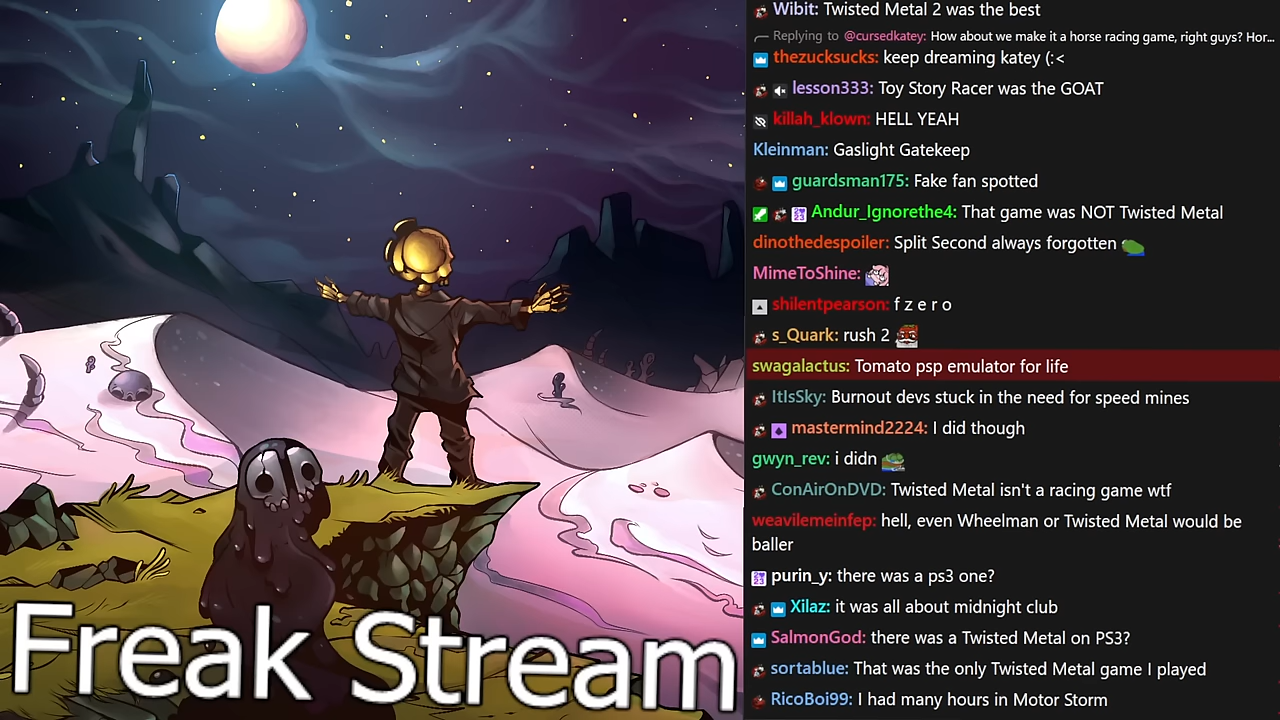 Wibit: Twisted Metal 2 was the best
Replying to @cursedkatey: How about we make it a horse racing game, right guys? Hor...
thezucksucks: keep dreaming katey (:<
lesson333: Toy Story Racer was the GOAT
killah_klown: HELL YEAH
Kleinman: Gaslight Gatekeep
guardsman175: Fake fan spotted
Andur_Ignorethe4: That game was NOT Twisted Metal
dinothedespoiler: Split Second always forgotten
MimeToShine:
shilentpearson: f z e r o
s_Quark: rush 2
swagalactus: Tomato psp emulator for life
ItIsSky: Burnout devs stuck in the need for speed mines
mastermind2224: I did though
gwyn_rev: i didn
ConAirOnDVD: Twisted Metal isn't a racing game wtf
weavilemeinfep: hell, even Wheelman or Twisted Metal would be
baller
purin_y: there was a ps3 one?
Xilaz: it was all about midnight club
SalmonGod: there was a Twisted Metal on PS3?
sortablue: That was the only Twisted Metal game I played
RicoBoi99: I had many hours in Motor Storm
Freak Stream